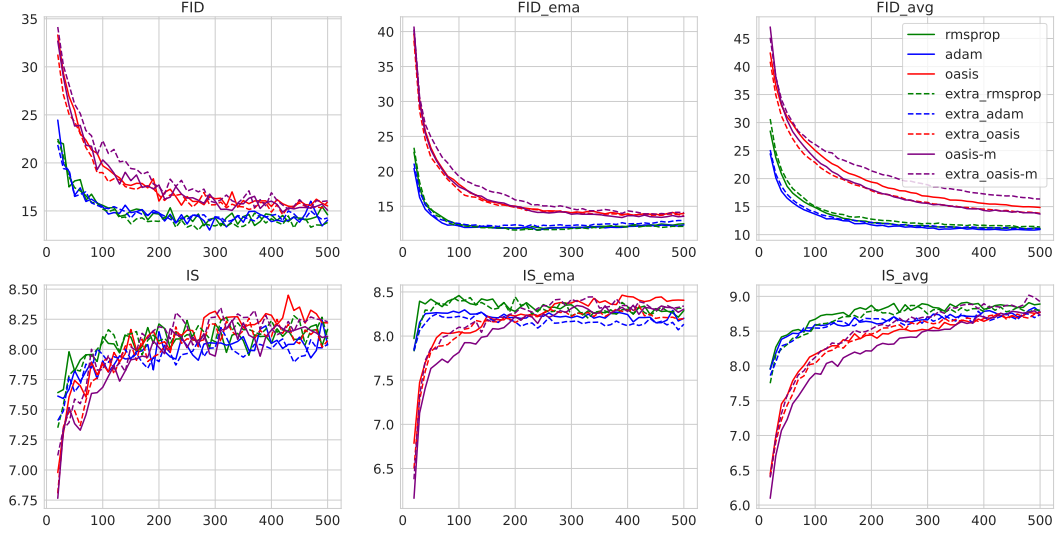 FID
35
30
25
20
15
0 100 200 300 400 500
FID_ema
40
35
30
25
20
15
0 100 200 300 400 500
FID_avg
45
40
35
30
25
20
15
10
0 100 200 300 400 500
rmsprop
adam
oasis
extra_rmsprop
extra_adam
extra_oasis
oasis-m
extra_oasis-m
IS
8.50
8.25
8.00
7.75
7.50
7.25
7.00
6.75
0 100 200 300 400 500
IS_ema
8.5
8.0
7.5
7.0
6.5
0 100 200 300 400 500
IS_avg
9.0
8.5
8.0
7.5
7.0
6.5
6.0
0 100 200 300 400 500